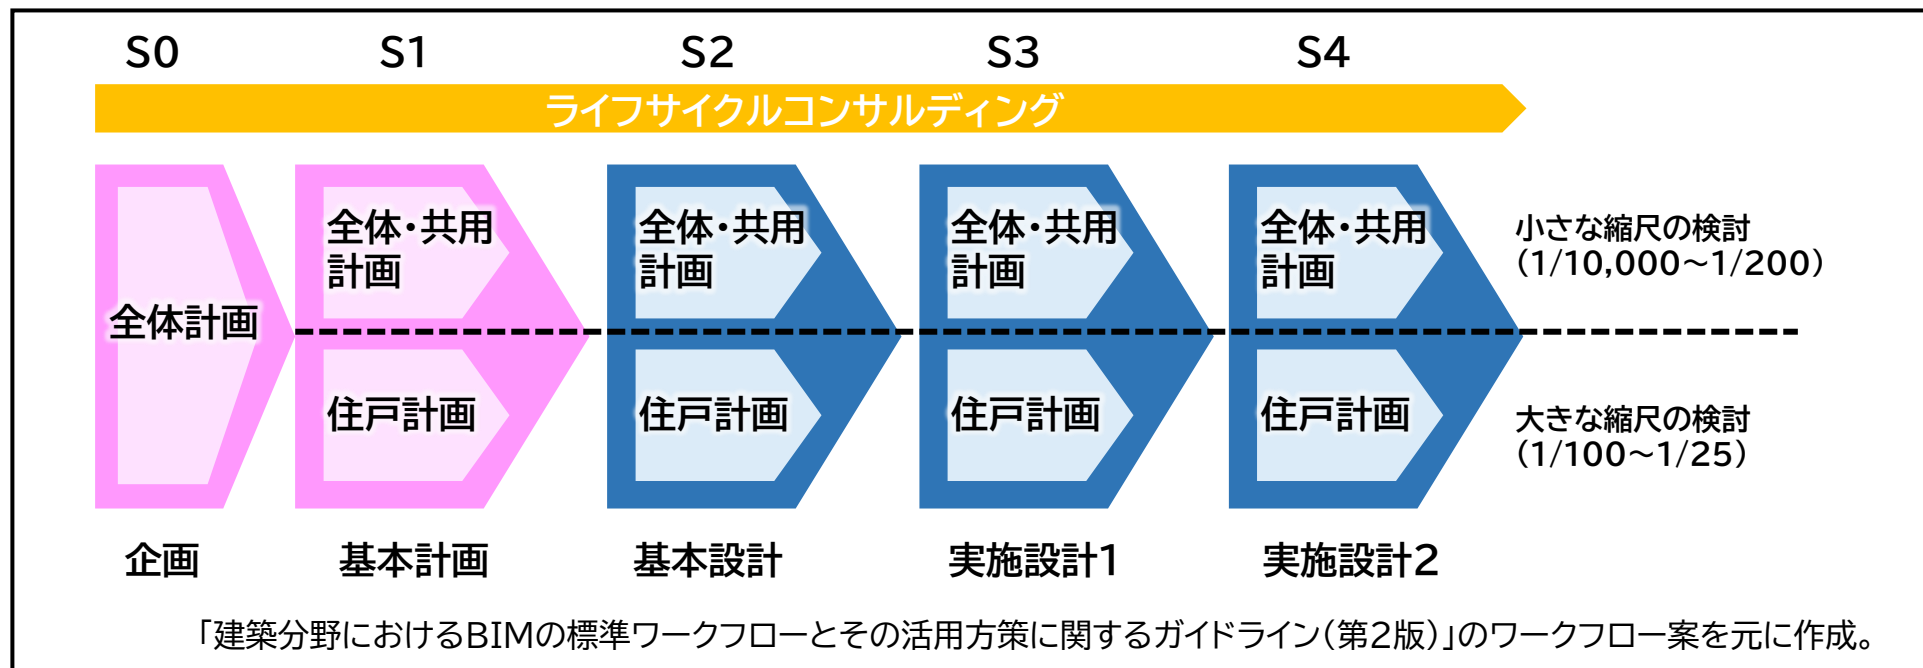 S0 S1 S2 S3 S4
ライフサイクルコンサルディング
全体計画
全体・共用
計画
全体・共用
計画
全体・共用
計画
全体・共用
計画
小さな縮尺の検討
（1/10,000～1/200）
住戸計画
住戸計画
住戸計画
住戸計画
大きな縮尺の検討
（1/100～1/25）
企画 基本計画 基本設計 実施設計1 実施設計2
「建築分野におけるBIMの標準ワークフローとその活用方策に関するガイドライン（第2版）」のワークフロー案を元に作成。